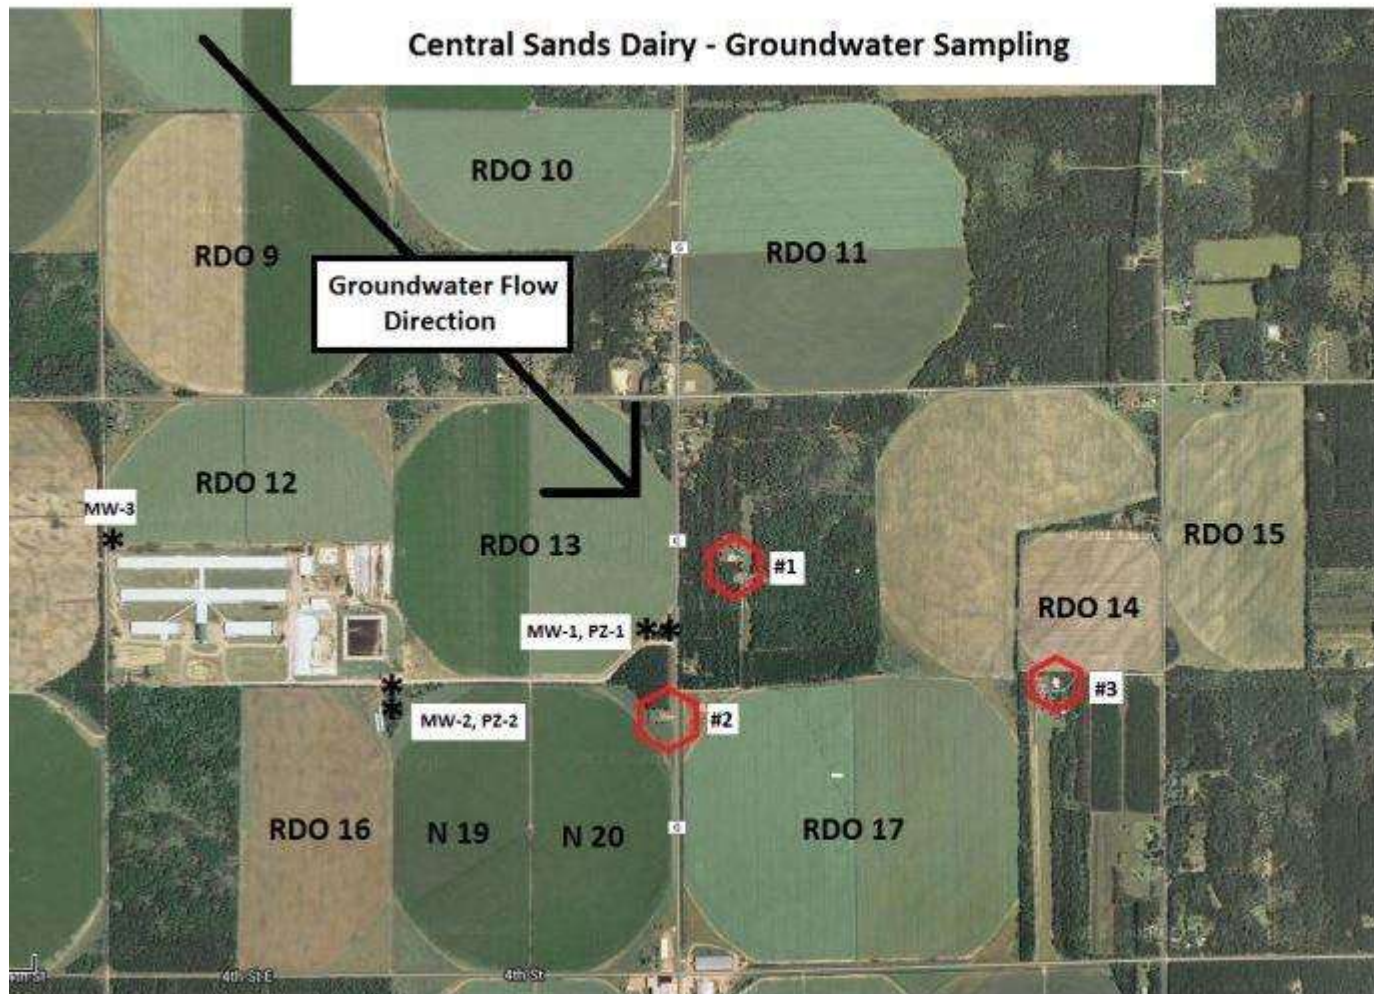 Central Sands Dairy - Groundwater Sampling
RDO 10
RDO 9
G
RDO 11
Groundwater Flow
Direction
RDO 12
MW-3
RDO 13
#1
RDO 15
RDO 14
MW-1, PZ-1
#3
MW-2, PZ-2
#2
RDO 16
N 19
N 20
G
RDO 17
4th St E
4th St